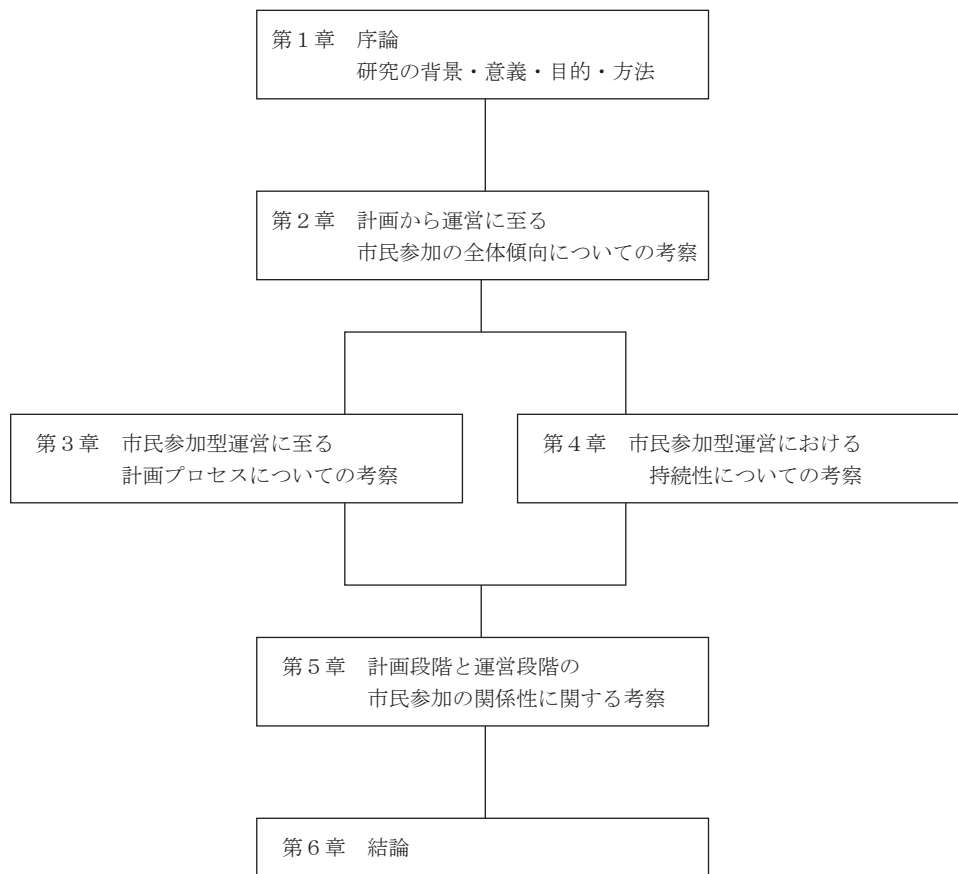 第１章　序論
研究の背景・意義・目的・方法
第２章　計画から運営に至る
市民参加の全体傾向についての考察
第３章　市民参加型運営に至る
計画プロセスについての考察
第４章　市民参加型運営における
持続性についての考察
第５章　計画段階と運営段階の
市民参加の関係性に関する考察
第６章　結論